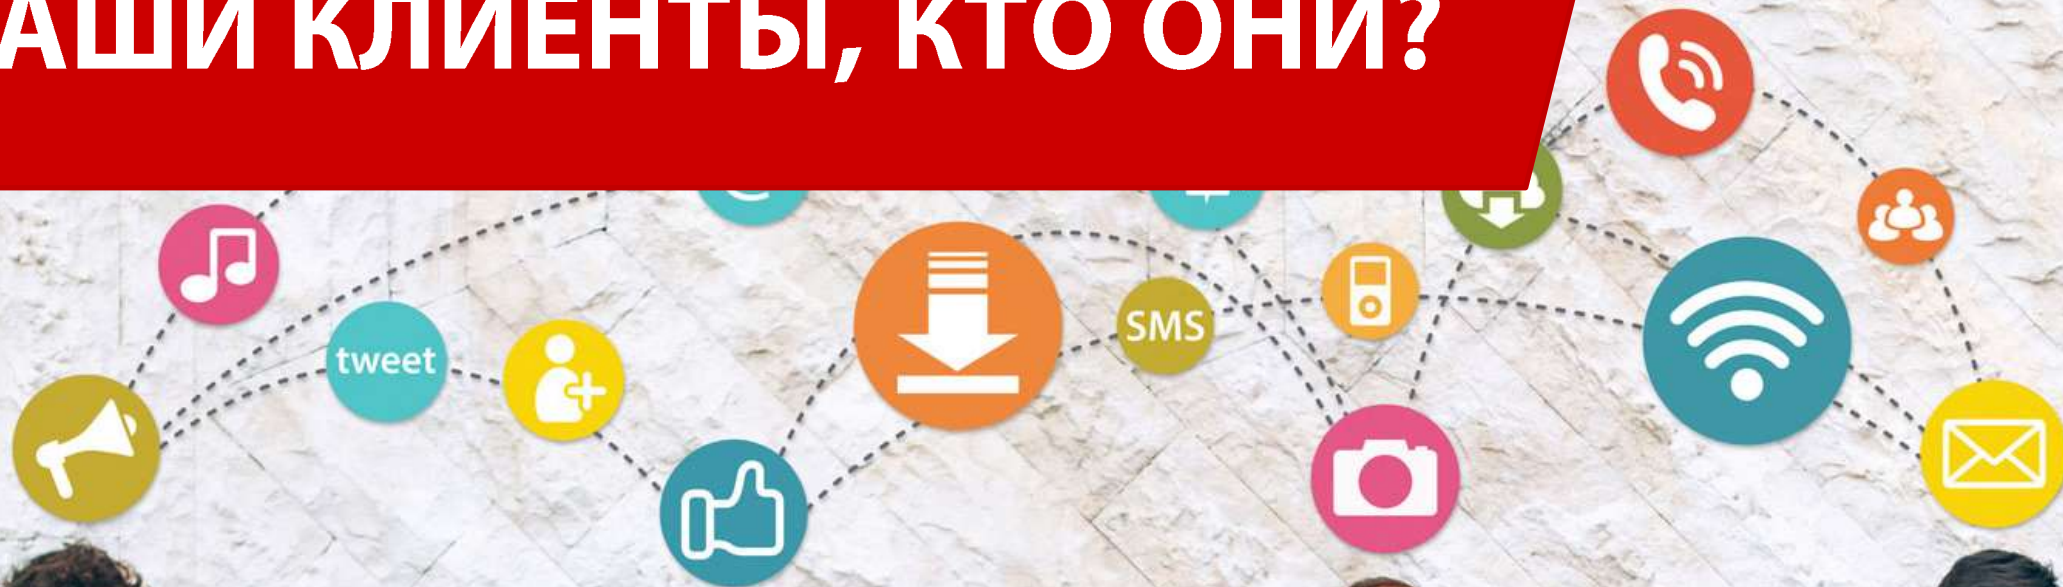 АШИ КЛИЕНТЫ, КТО ОНИ?
tweet
SMS